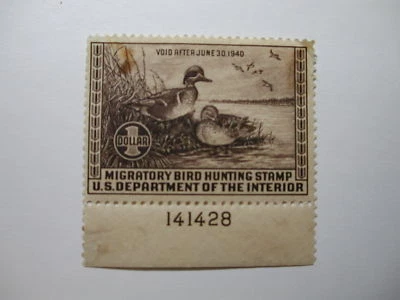 VOID AFTER JUNE 30, 1940
1
DOLLAR
MIGRATORY BIRD HUNTING STAMP
U.S. DEPARTMENT OF THE INTERIOR
141428